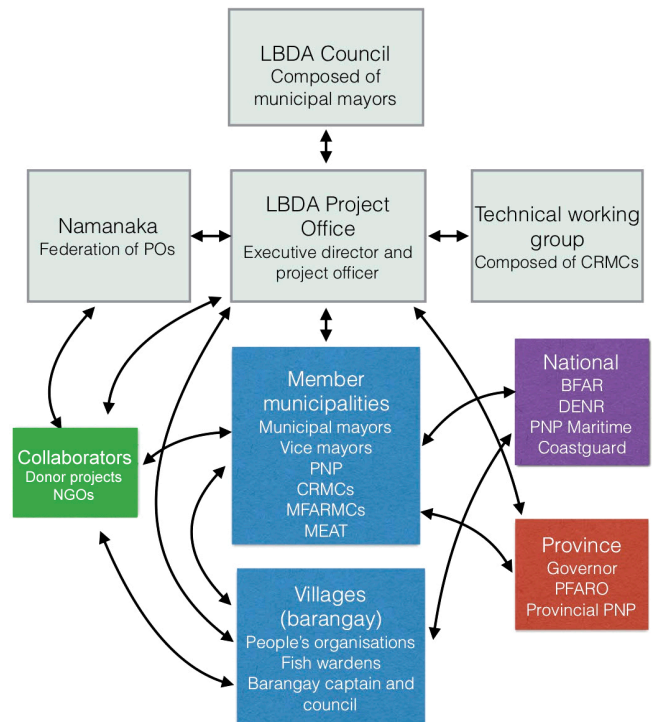 LBDA Council
Composed of
municipal mayors
Namanaka
Federation of POs
LBDA Project
Office
Executive director and
project officer
Technical working
group
Composed of CRMCs
Member
municipalities
Municipal mayors
Vice mayors
PNP
CRMCs
MFARMCs
MEAT
National
BFAR
DENR
PNP Maritime
Coastguard
Collaborators
Donor projects
NGOs
Province
Governor
PFARO
Provincial PNP
Villages
(barangay)
People's organisations
Fish wardens
Barangay captain and
council